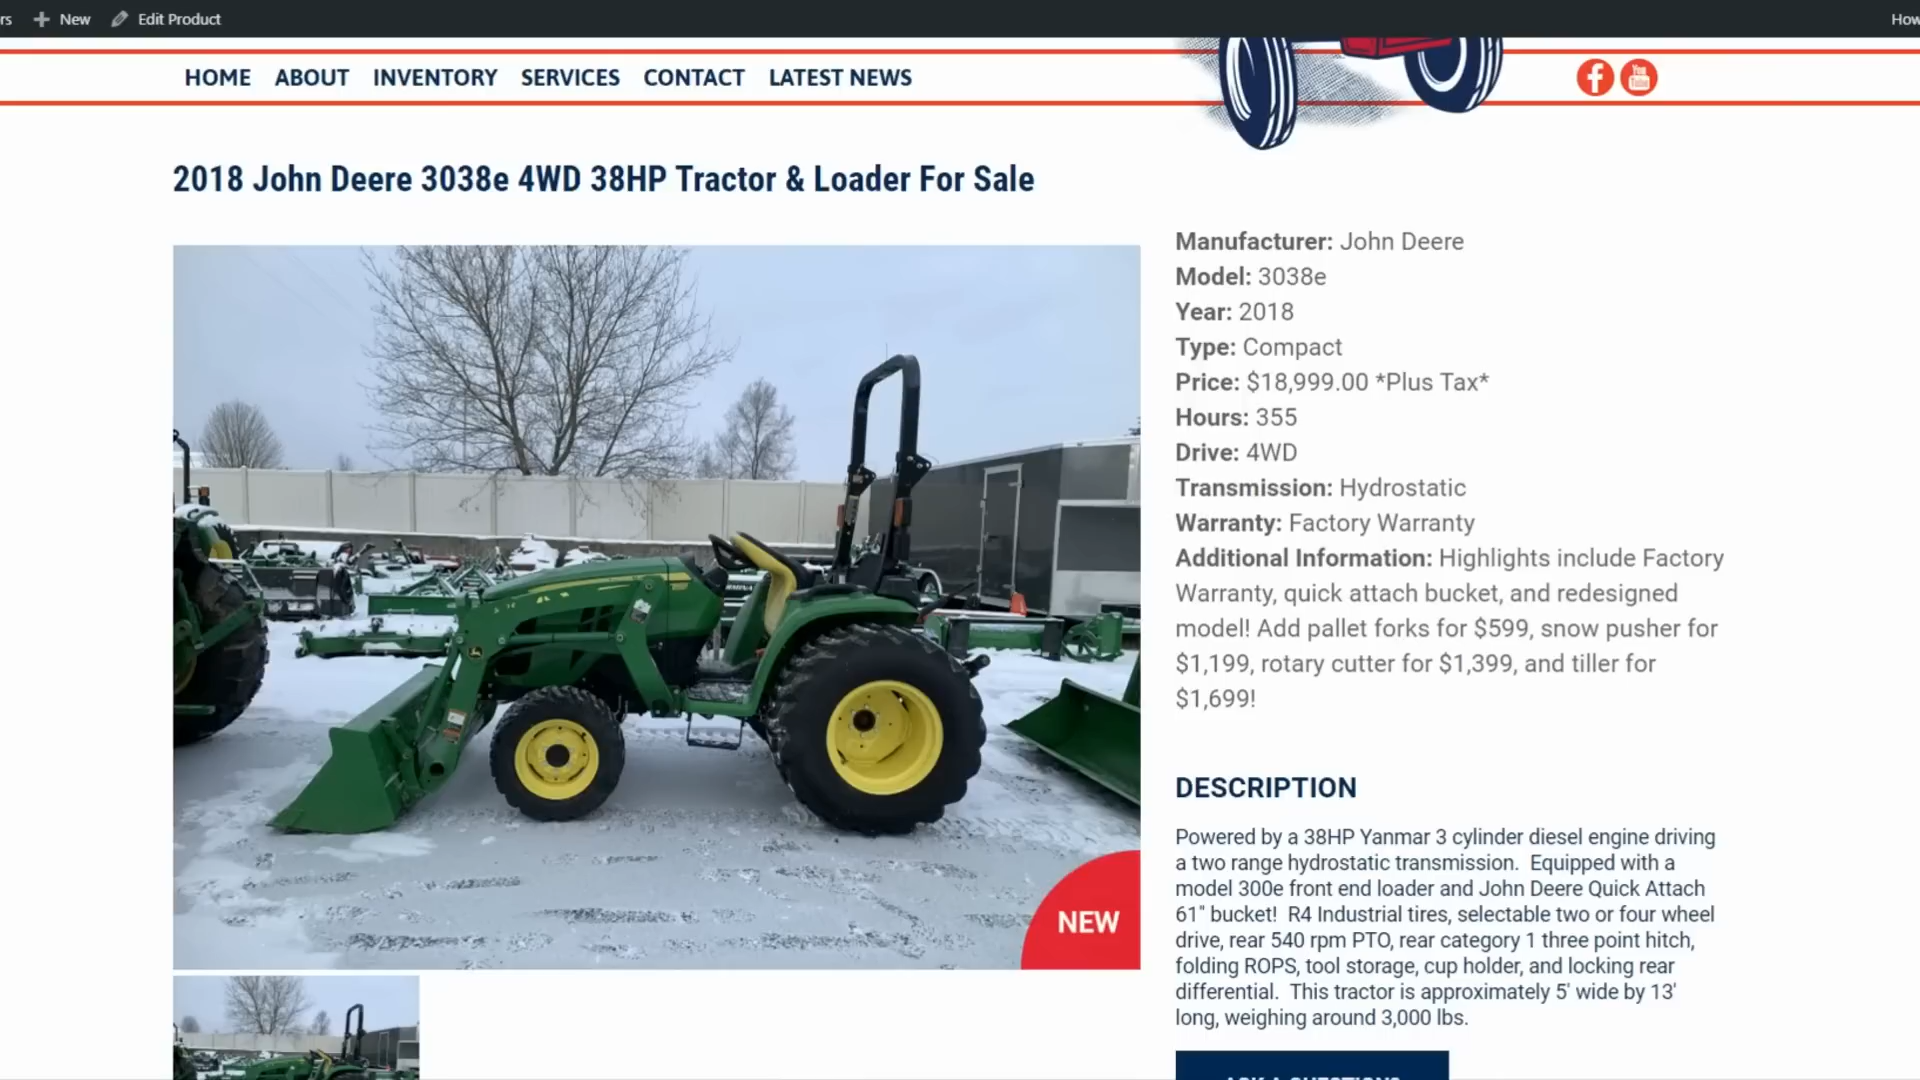 New
Edit Product
HOME ABOUT INVENTORY SERVICES CONTACT LATEST NEWS
You
Tube
2018 John Deere 3038e 4WD 38HP Tractor & Loader For Sale
NEW
Manufacturer: John Deere
Model: 3038e
Year: 2018
Type: Compact
Price: $18,999.00 *Plus Tax*
Hours: 355
Drive: 4WD
Transmission: Hydrostatic
Warranty: Factory Warranty
Additional Information: Highlights include Factory
Warranty, quick attach bucket, and redesigned
model! Add pallet forks for $599, snow pusher for
$1,199, rotary cutter for $1,399, and tiller for
$1,699!
DESCRIPTION
Powered by a 38HP Yanmar 3 cylinder diesel engine driving
a two range hydrostatic transmission. Equipped with a
model 300e front end loader and John Deere Quick Attach
61" bucket! R4 Industrial tires, selectable two or four wheel
drive, rear 540 rpm PTO, rear category 1 three point hitch,
folding ROPS, tool storage, cup holder, and locking rear
differential. This tractor is approximately 5' wide by 13'
long, weighing around 3,000 lbs.